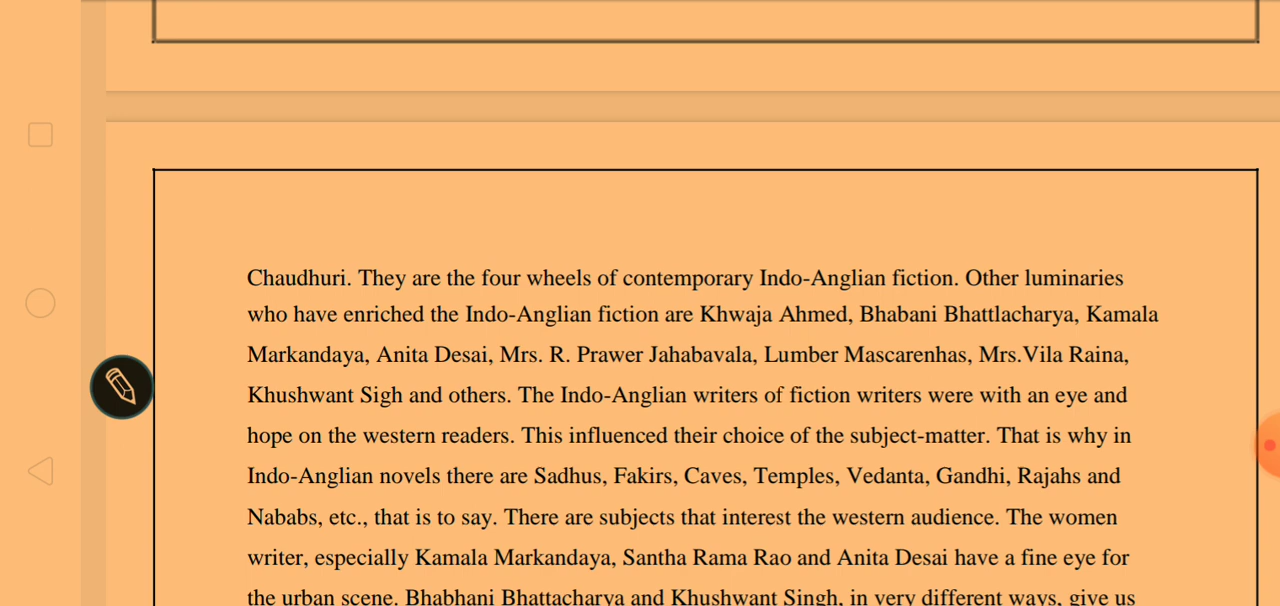 Chaudhuri. They are the four wheels of contemporary Indo-Anglian fiction. Other luminaries
who have enriched the Indo-Anglian fiction are Khwaja Ahmed, Bhabani Bhattlacharya, Kamala
Markandaya, Anita Desai, Mrs. R. Prawer Jahabavala, Lumber Mascarenhas, Mrs.Vila Raina,
Khushwant Sigh and others. The Indo-Anglian writers of fiction writers were with an eye and
hope on the western readers. This influenced their choice of the subject-matter. That is why in
Indo-Anglian novels there are Sadhus, Fakirs, Caves, Temples, Vedanta, Gandhi, Rajahs and
Nababs, etc., that is to say. There are subjects that interest the western audience. The women
writer, especially Kamala Markandaya, Santha Rama Rao and Anita Desai have a fine eye for
the urban scene. Bhabhani Bhattacharya and Khushwant Singh, in very different ways, give us